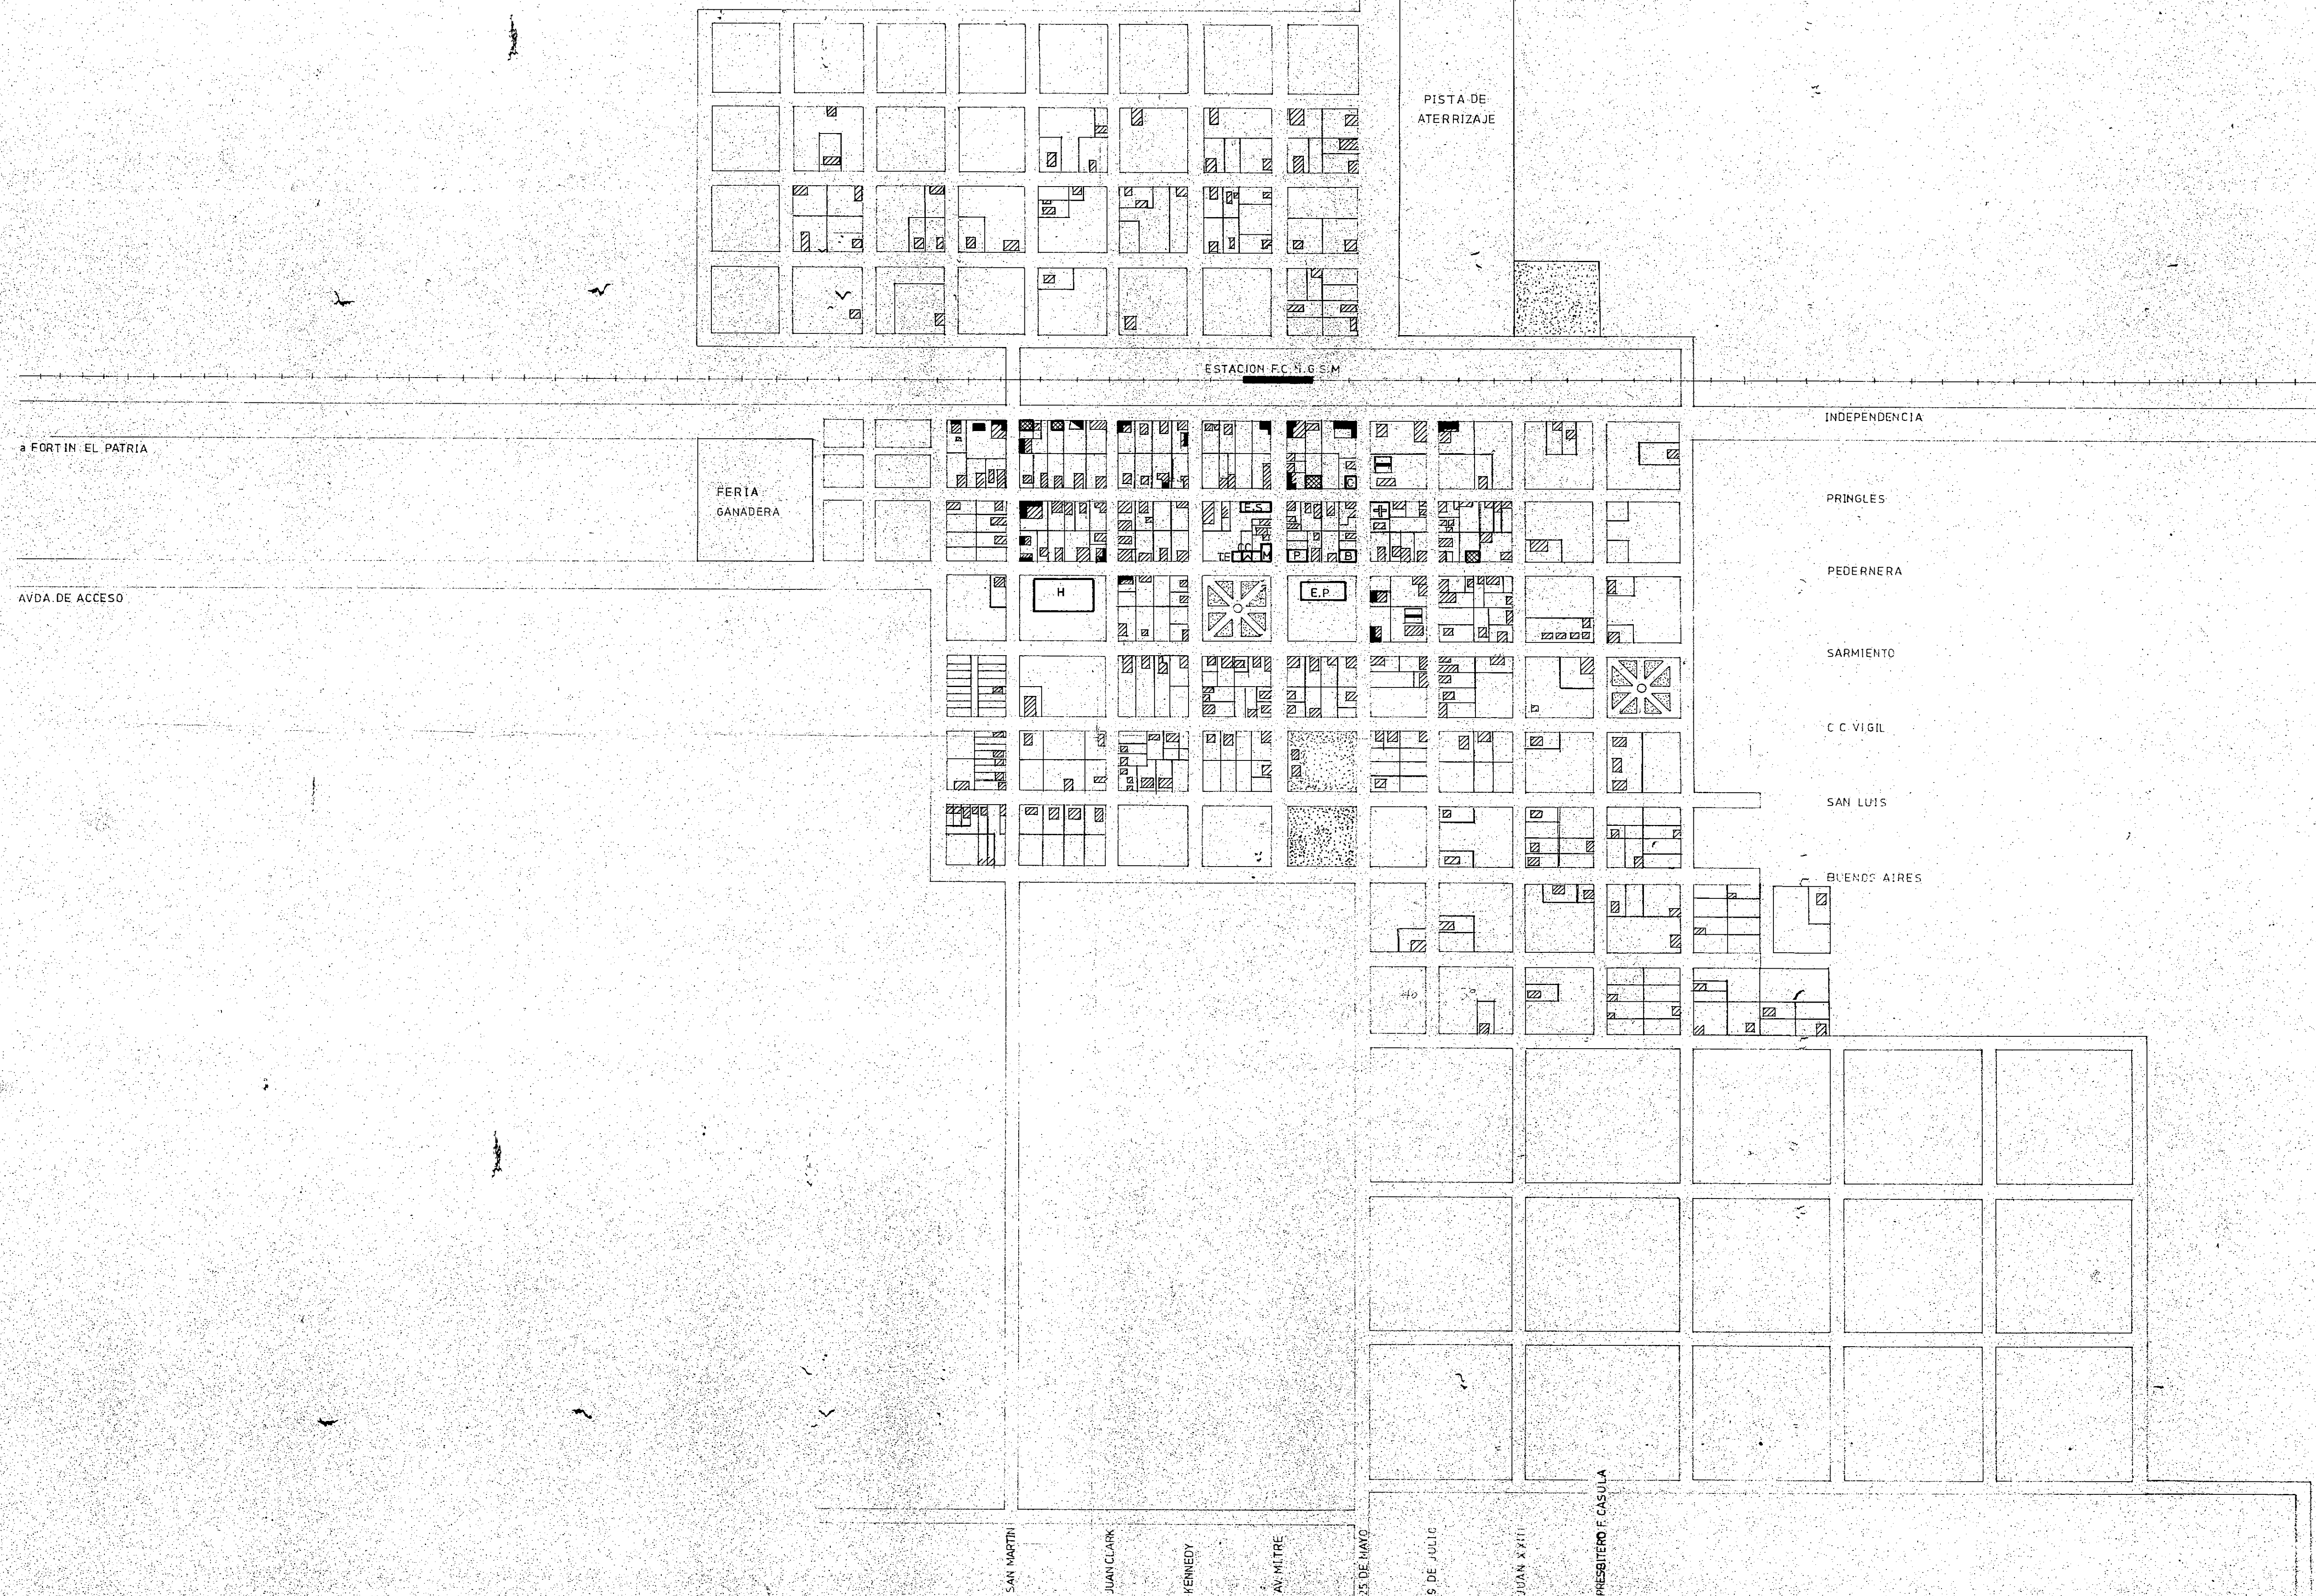 PISTA DE
ATERRIZAJE
ESTACION F.C.N.G.S.M
INDEPENDENCIA
a FORTIN EL PATRIA
FERIA
GANADERA
C
PRINGLES
E.S
T.E
M
P
B
PEDERNERA
AVDA. DE ACCESO
H
E.P
SARMIENTO
C C VIGIL
SAN LUIS
BUENOS AIRES
40
SAN MARTIN
JUAN CLARK
KENNEDY
AV. MITRE
25 DE MAYO
9 DE JULIO
JUAN XXIII
PRESBITERO F. CASULA